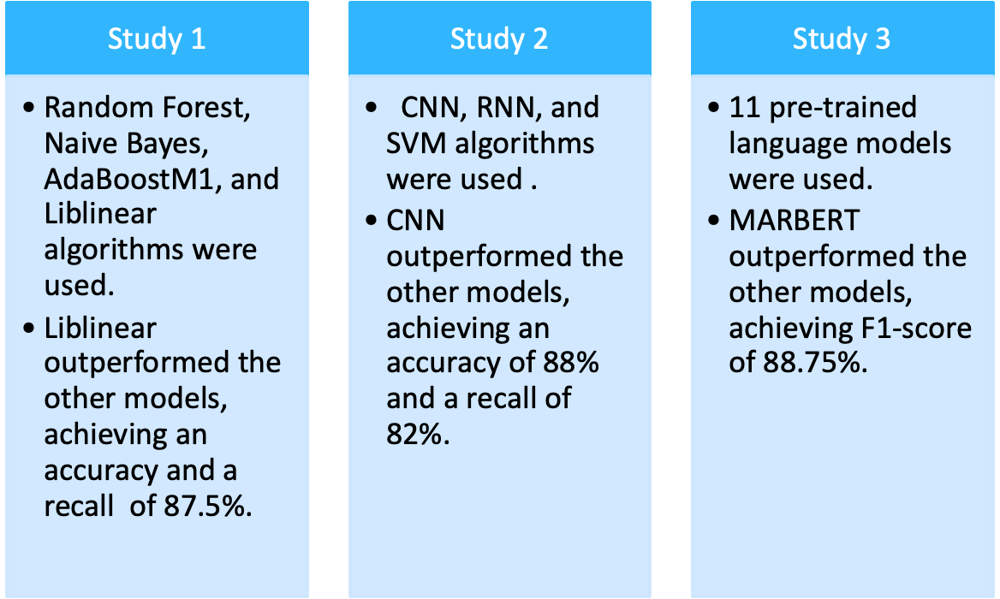 Study 1
• Random Forest,
Naive Bayes,
AdaBoostM1, and
Liblinear
algorithms were
used.
• Liblinear
outperformed the
other models,
achieving an
accuracy and a
recall of 87.5%.
Study 2
• CNN, RNN, and
SVM algorithms
were used .
• CNN
outperformed the
other models,
achieving an
accuracy of 88%
and a recall of
82%.
Study 3
• 11 pre-trained
language models
were used.
• MARBERT
outperformed the
other models,
achieving F1-score
of 88.75%.